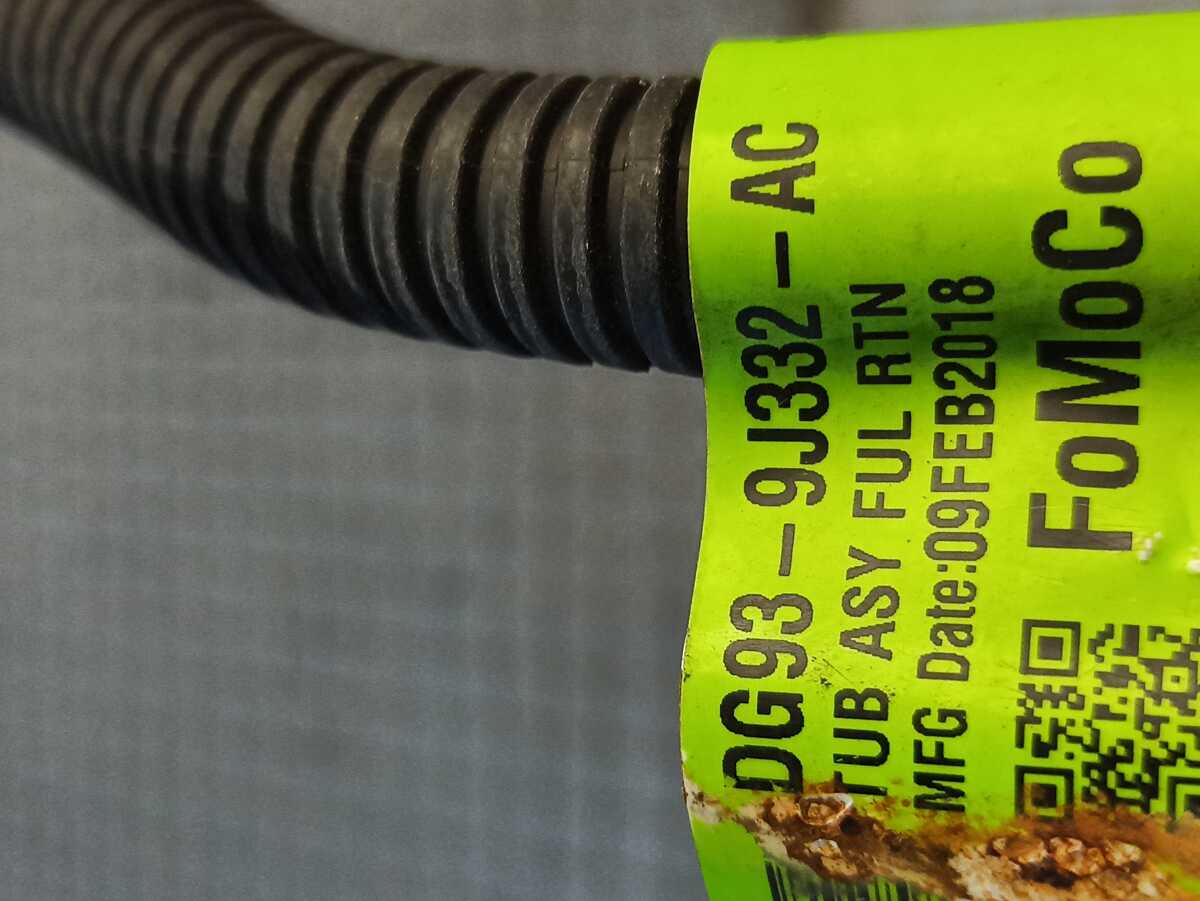 DG93-9J332-AC
TUB ASY FUL RTN
MFG Date:09FEB2018
FoMoCo